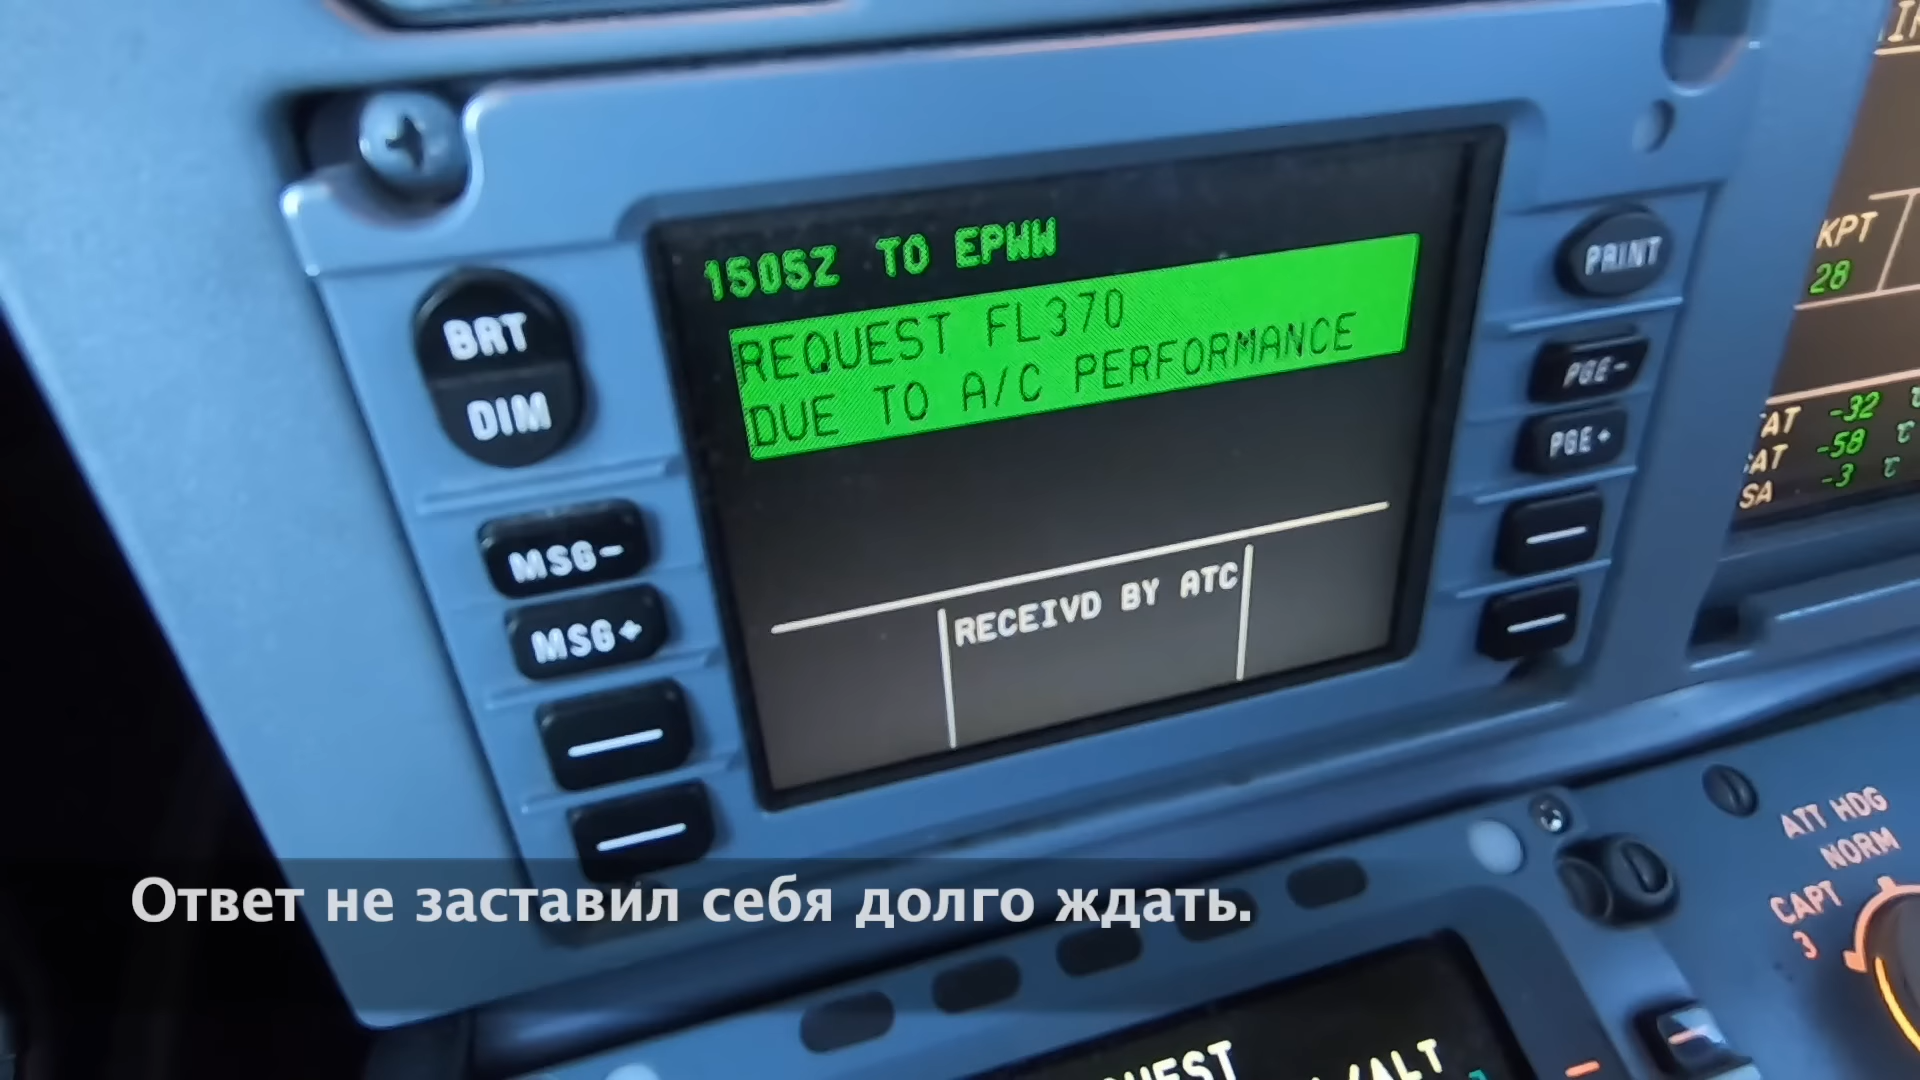 1505Z TO EPWW
REQUEST FL370
DUE TO A/C PERFORMANCE
RECEIVD BY ATC
BRT
DIM
MSG-
MSG+
PRINT
PGE-
PGE+
KPT
28
-32
SAT -58 °C
-3 °C
ATT HDG
NORM
CAPT
3
Ответ не заставил себя долго ждать.